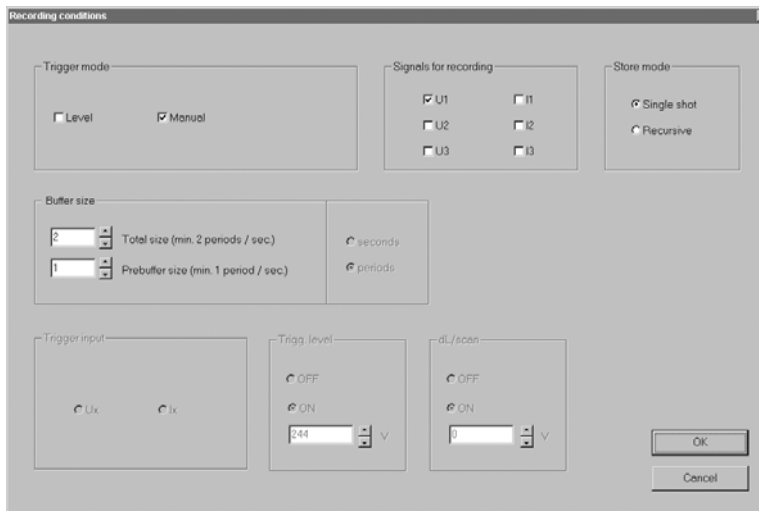 Recording conditions
Trigger mode
Level
Manual
Signals for recording
U1
I1
U2
I2
U3
I3
Store mode
Single shot
Recursive
Buffer size
2
Total size (min. 2 periods / sec.)
1
Prebuffer size (min. 1 period / sec.)
seconds
periods
Trigger input
Ux
Ix
Trigg. level
OFF
ON
244
V
dL/scan
OFF
ON
0
V
OK
Cancel